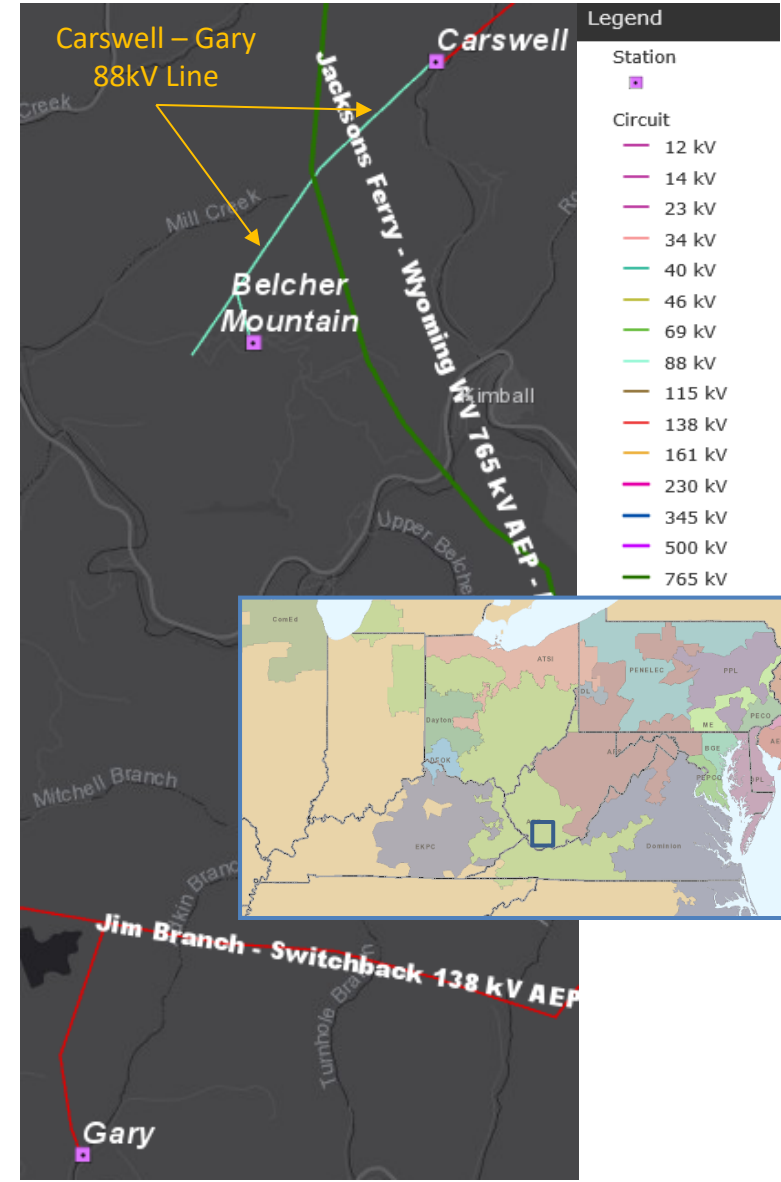 Carswell – Gary
88kV Line
Carswell
Creek
Jacksons Ferry - Wyoming WV 765 kV AEP -
Mill Creek
Belcher
Mountain
Kimball
Upper Belche
Mitchell Branch
Jim Branch - Switchback 138 kV AEP
Turnhole Branch
Gary
Legend
Station
Circuit
12 kV
14 kV
23 kV
34 kV
40 kV
46 kV
69 kV
88 kV
115 kV
138 kV
161 kV
230 kV
345 kV
500 kV
765 kV
ComEd
ATSI
PENELEC
PPL
DL
Dayton
ME
PECO
BGE
PEPCO
DEOK
EKPC
Dominion